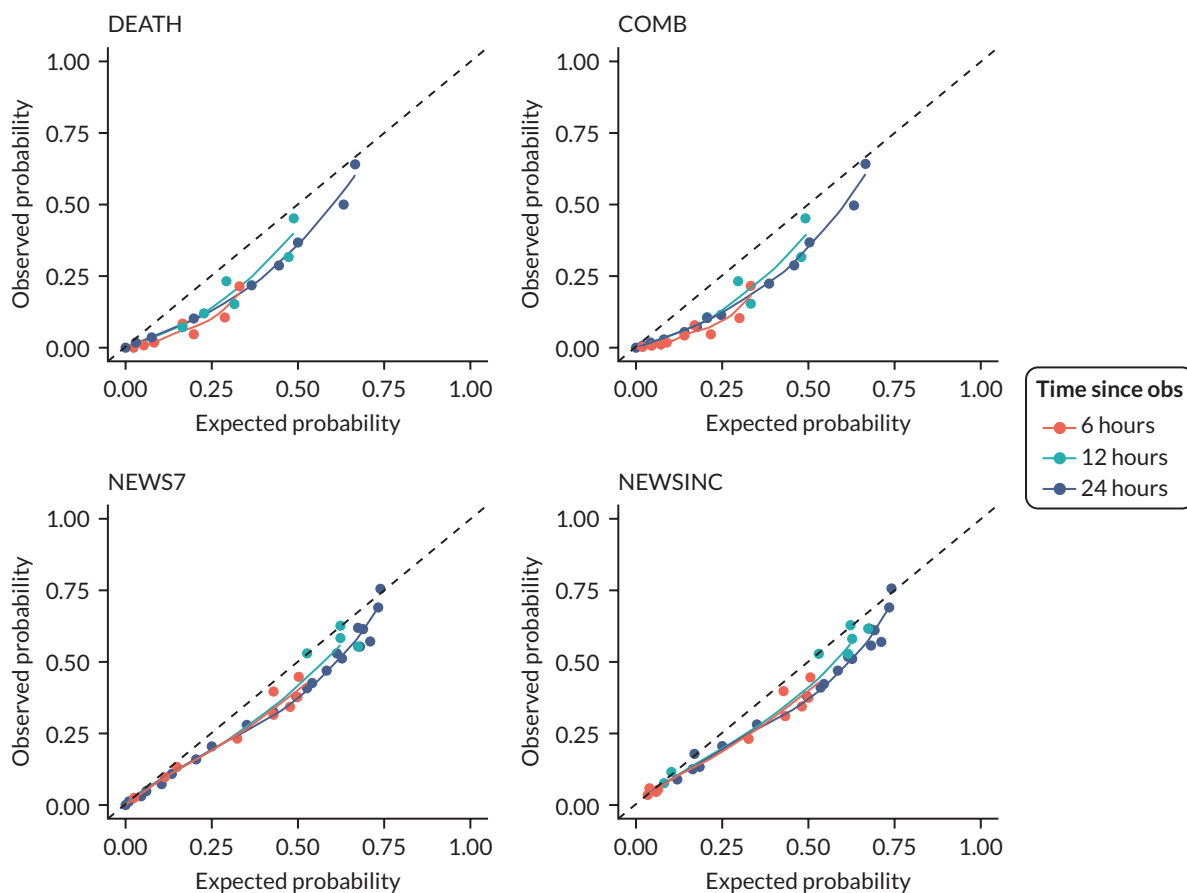 DEATH
1.00
0.75
0.50
0.25
0.00
Observed probability
0.00 0.25 0.50 0.75 1.00
Expected probability
COMB
1.00
0.75
0.50
0.25
0.00
Observed probability
0.00 0.25 0.50 0.75 1.00
Expected probability
Time since obs
6 hours
12 hours
24 hours
NEWS7
1.00
0.75
0.50
0.25
0.00
Observed probability
0.00 0.25 0.50 0.75 1.00
Expected probability
NEWSINC
1.00
0.75
0.50
0.25
0.00
Observed probability
0.00 0.25 0.50 0.75 1.00
Expected probability